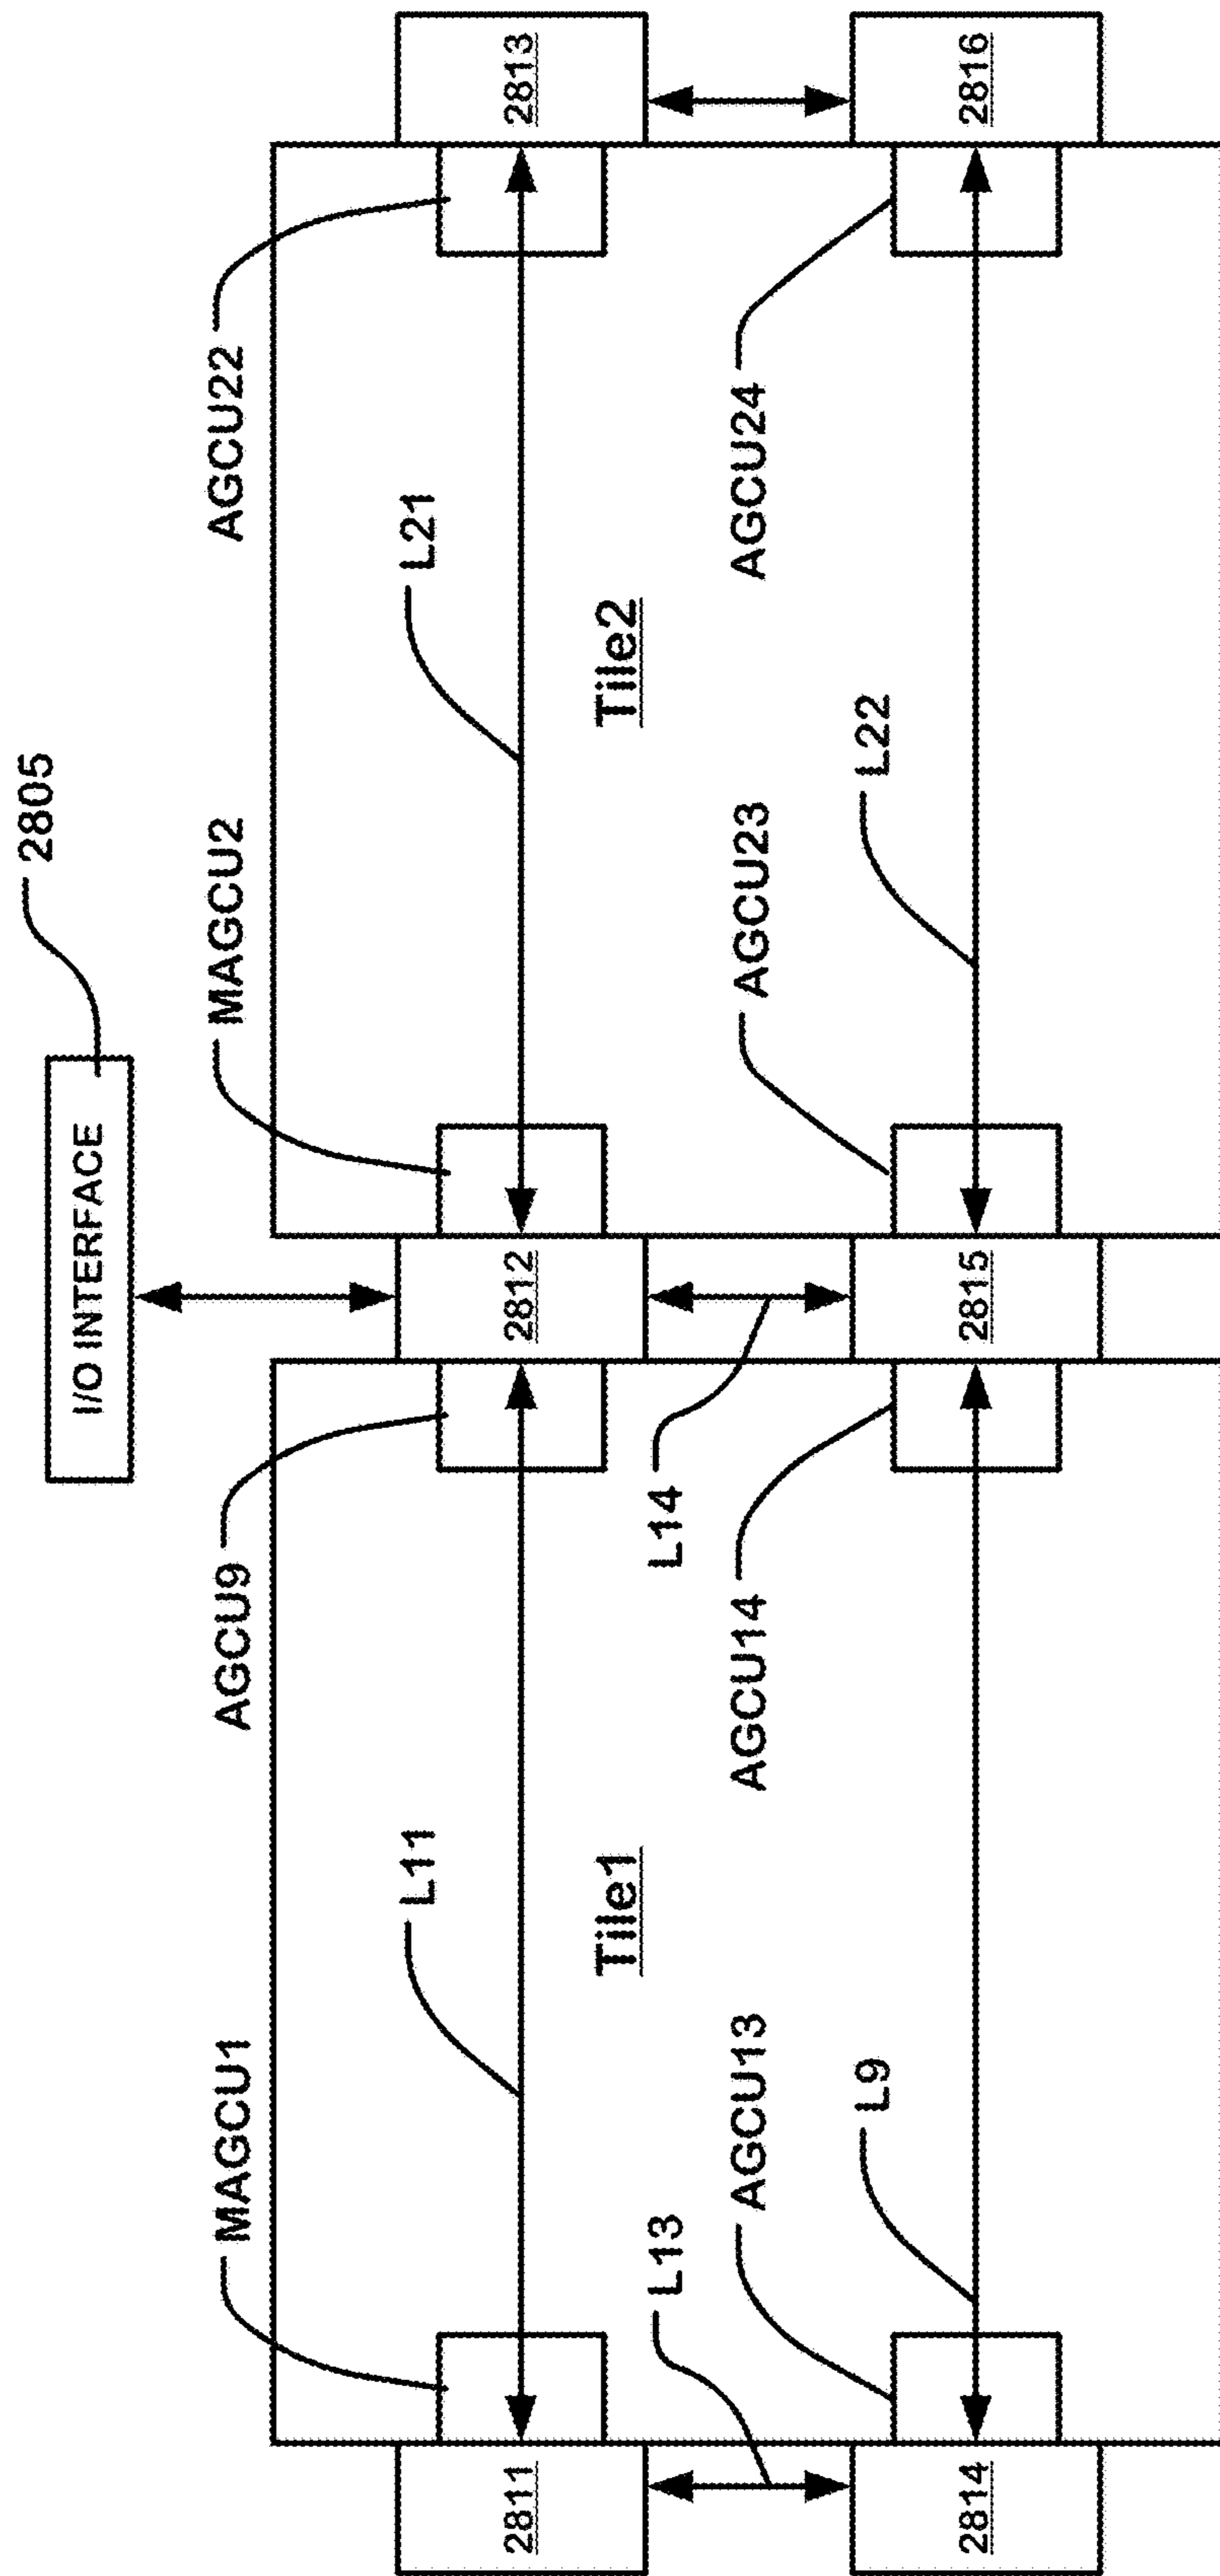 I/O INTERFACE
2805
MAGCU1
AGCU9
MAGCU2
AGCU22
L11
L21
2811
2812
2813
Tile1
Tile2
L13
L14
AGCU13
AGCU14
AGCU23
AGCU24
L9
L22
2814
2815
2816